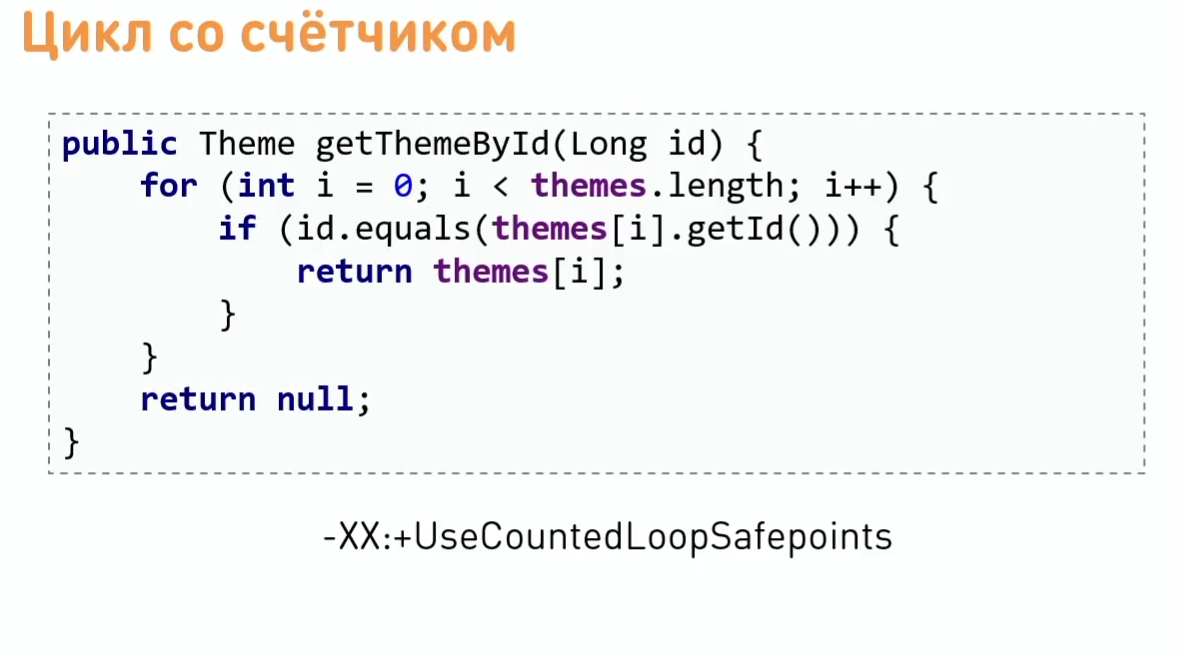 Цикл со счётчиком
public Theme getThemeById(Long id) {
    for (int i = 0; i < themes.length; i++) {
        if (id.equals(themes[i].getId())) {
            return themes[i];
        }
    }
    return null;
}
-XX:+UseCountedLoopSafepoints